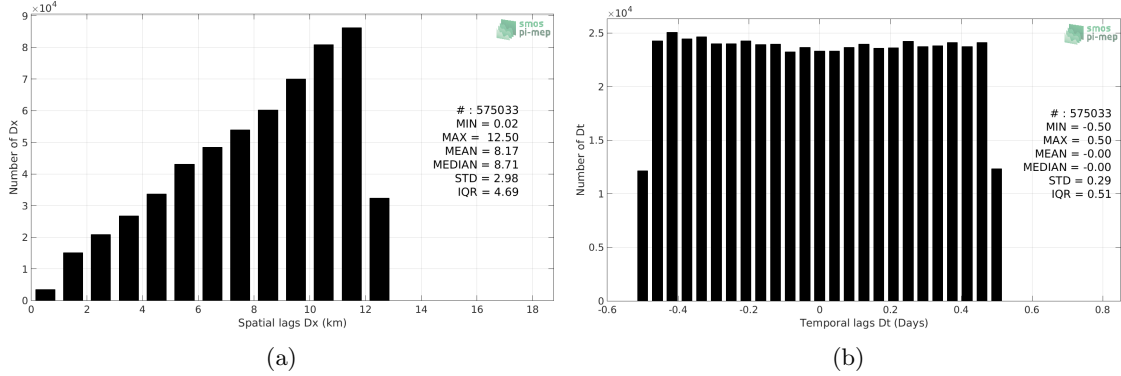 ×10⁴
9
8
7
6
5
4
3
2
1
0
Number of Dx
smos
pi-mep
# : 575033
MIN = 0.02
MAX = 12.50
MEAN = 8.17
MEDIAN = 8.71
STD = 2.98
IQR = 4.69
0 2 4 6 8 10 12 14 16 18
Spatial lags Dx (km)
(a)
×10⁴
2.5
2
1.5
1
0.5
0
Number of Dt
smos
pi-mep
# : 575033
MIN = -0.50
MAX = 0.50
MEAN = -0.00
MEDIAN = -0.00
STD = 0.29
IQR = 0.51
-0.6 -0.4 -0.2 0 0.2 0.4 0.6 0.8
Temporal lags Dt (Days)
(b)